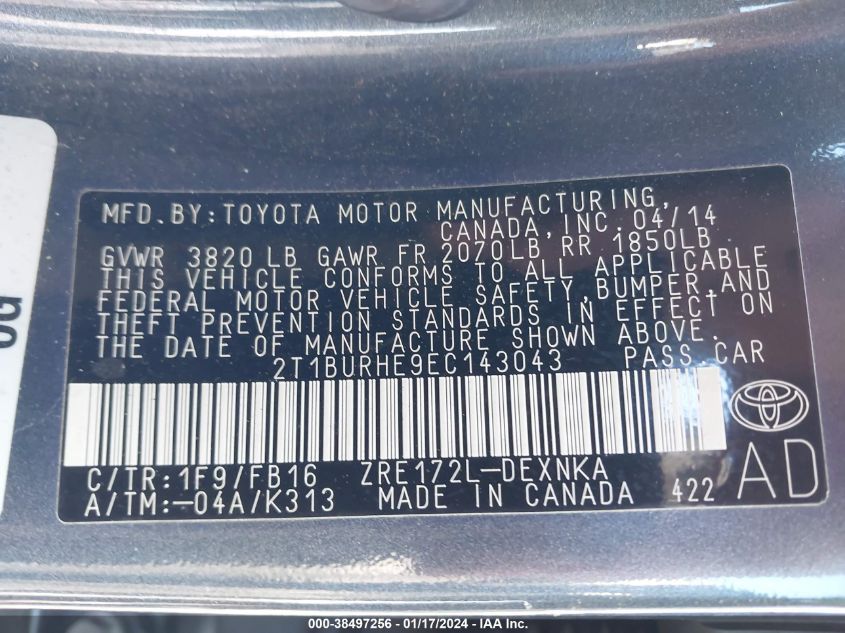 MFD.BY:TOYOTA MOTOR MANUFACTURING,
CANADA,INC. 04/14
GVWR 3820 LB GAWR FR 2070LB RR 1850LB
THIS VEHICLE CONFORMS TO ALL APPLICABLE
FEDERAL MOTOR VEHICLE SAFETY,BUMPER,AND
THEFT PREVENTION STANDARDS IN EFFECT ON
THE DATE OF MANUFACTURE SHOWN ABOVE.
2T1BURHE9EC143043 PASS CAR
C/TR:1F9/FB16 ZRE172L-DEXNKA
A/TM:-04A/K313 MADE IN CANADA 422 AD
000-38497256 - 01/17/2024 - IAA Inc.